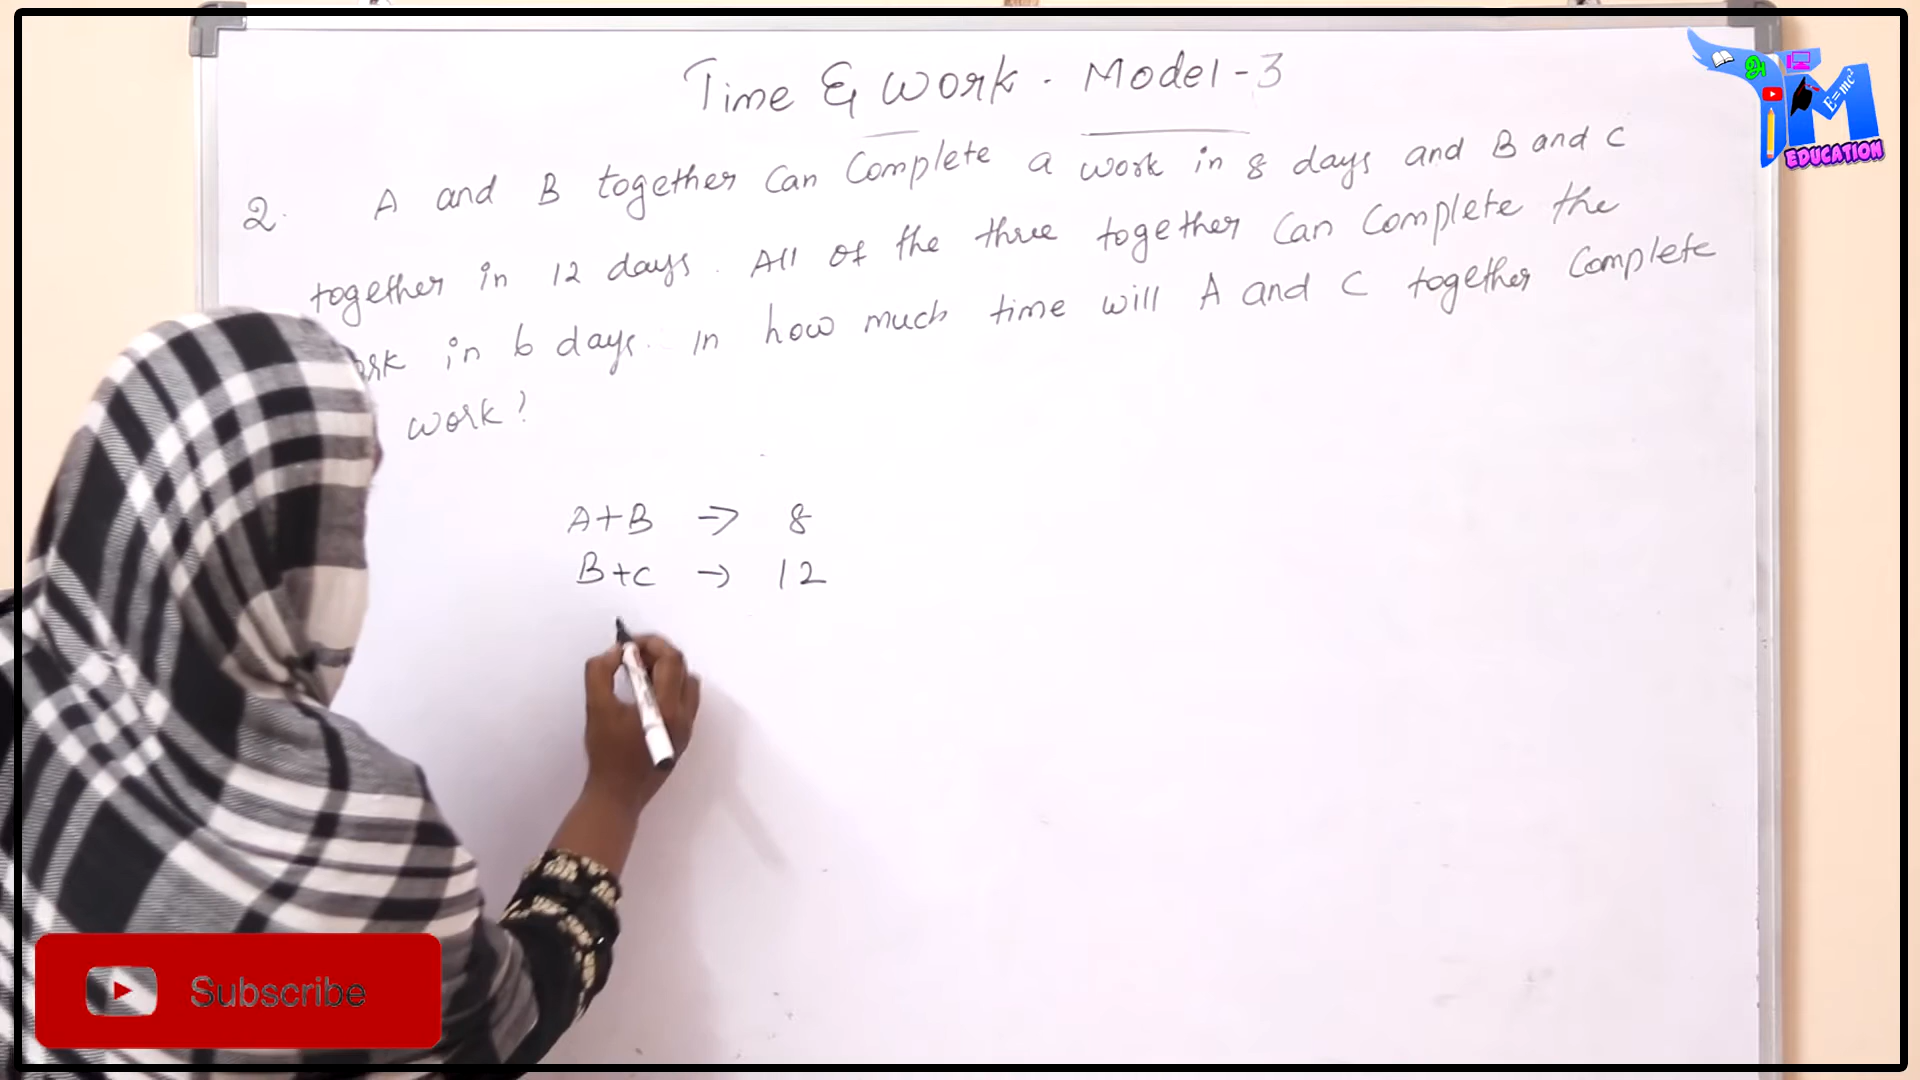 Time & Work - Model-3
2. A and B together can complete a work in 8 days and B and C
together in 12 days. All of the three together can complete the
in 6 days. In how much time will A and C together complete
work?
A+B → 8
B+C → 12
E=mc²
TM
EDUCATION
Subscribe